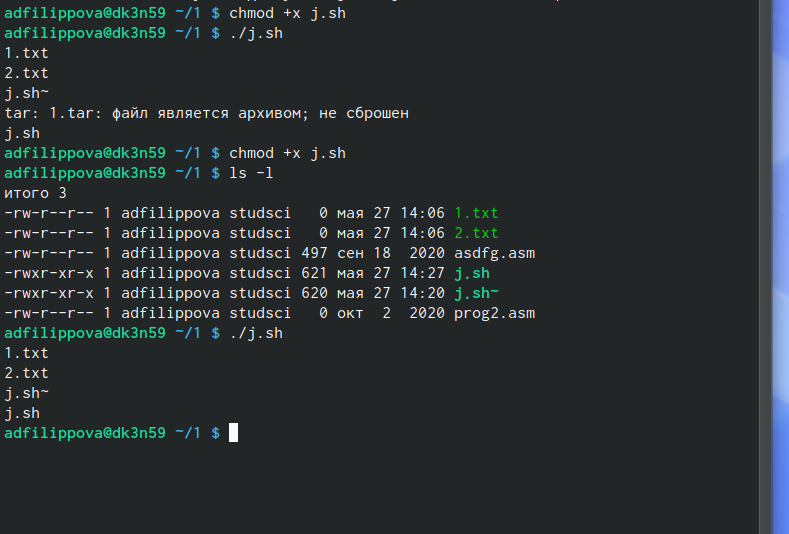 adfilippova@dk3n59 ~/1 $ chmod +x j.sh
adfilippova@dk3n59 ~/1 $ ./j.sh
1.txt
2.txt
j.sh~
tar: 1.tar: файл является архивом; не сброшен
j.sh
adfilippova@dk3n59 ~/1 $ chmod +x j.sh
adfilippova@dk3n59 ~/1 $ ls -l
итого 3
-rw-r--r-- 1 adfilippova studsci   0 мая 27 14:06 1.txt
-rw-r--r-- 1 adfilippova studsci   0 мая 27 14:06 2.txt
-rw-r--r-- 1 adfilippova studsci 497 сен 18  2020 asdfg.asm
-rwxr-xr-x 1 adfilippova studsci 621 мая 27 14:27 j.sh
-rwxr-xr-x 1 adfilippova studsci 620 мая 27 14:20 j.sh~
-rw-r--r-- 1 adfilippova studsci   0 окт  2  2020 prog2.asm
adfilippova@dk3n59 ~/1 $ ./j.sh
1.txt
2.txt
j.sh~
j.sh
adfilippova@dk3n59 ~/1 $